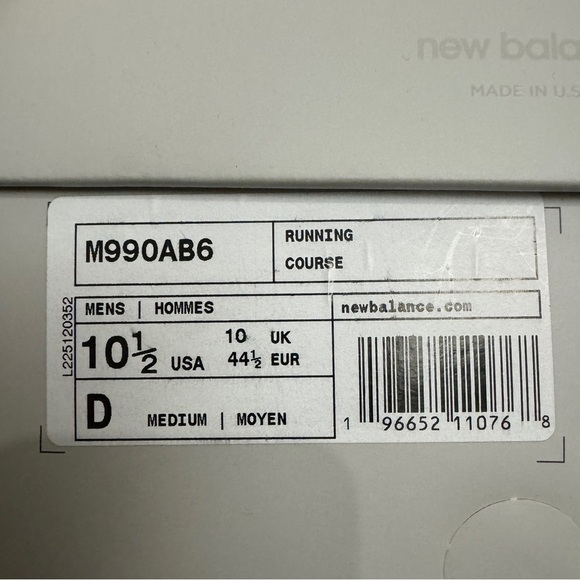 new bala
MADE IN U.S
M990AB6
RUNNING
COURSE
MENS | HOMMES
newbalance.com
10½ USA
10 UK
44½ EUR
D
MEDIUM | MOYEN
1 96652 11076 8
L225120352